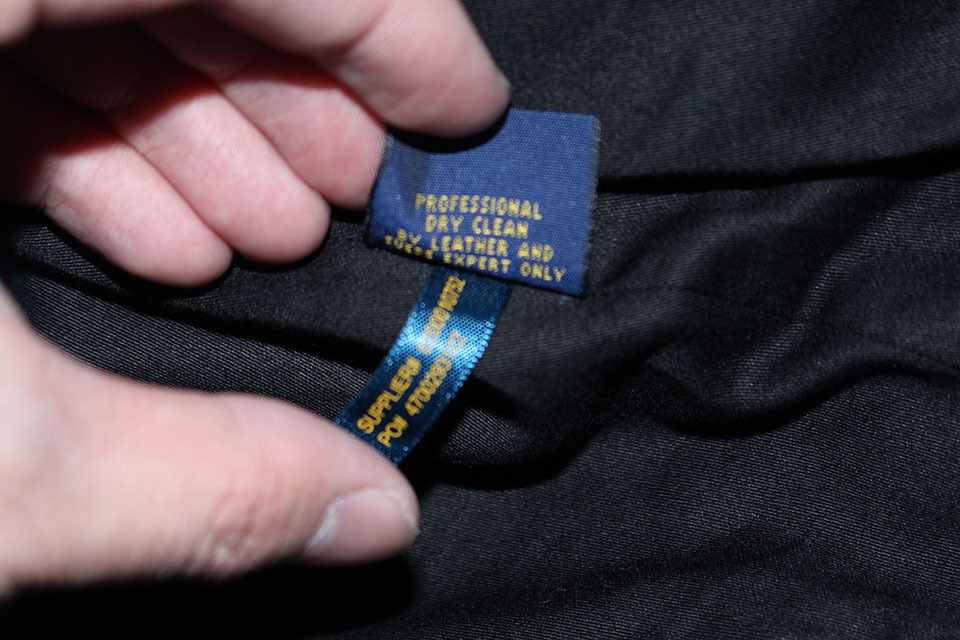 PROFESSIONAL
DRY CLEAN
BY LEATHER AND
SUEDE EXPERT ONLY
SUPPLIER#
PO#